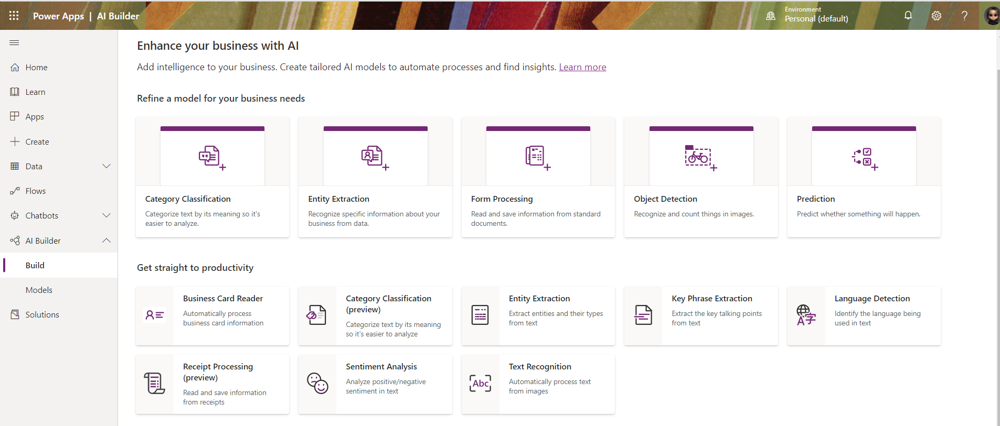 Power Apps | AI Builder
Environment
Personal (default)
Home
Learn
Apps
Create
Data
Flows
Chatbots
AI Builder
Build
Models
Solutions
Enhance your business with AI
Add intelligence to your business. Create tailored AI models to automate processes and find insights. Learn more
Refine a model for your business needs
Category Classification
Categorize text by its meaning so it's
easier to analyze.
Entity Extraction
Recognize specific information about your
business from data.
Form Processing
Read and save information from standard
documents.
Object Detection
Recognize and count things in images.
Prediction
Predict whether something will happen.
Get straight to productivity
Business Card Reader
Automatically process
business card information
Category Classification
(preview)
Categorize text by its meaning
so it's easier to analyze
Entity Extraction
Extract entities and their types
from text
Key Phrase Extraction
Extract the key talking points
from text
A字
Language Detection
Identify the language being
used in text
Receipt Processing
(preview)
Read and save information
from receipts
Sentiment Analysis
Analyze positive/negative
sentiment in text
Abc
Text Recognition
Automatically process text
from images